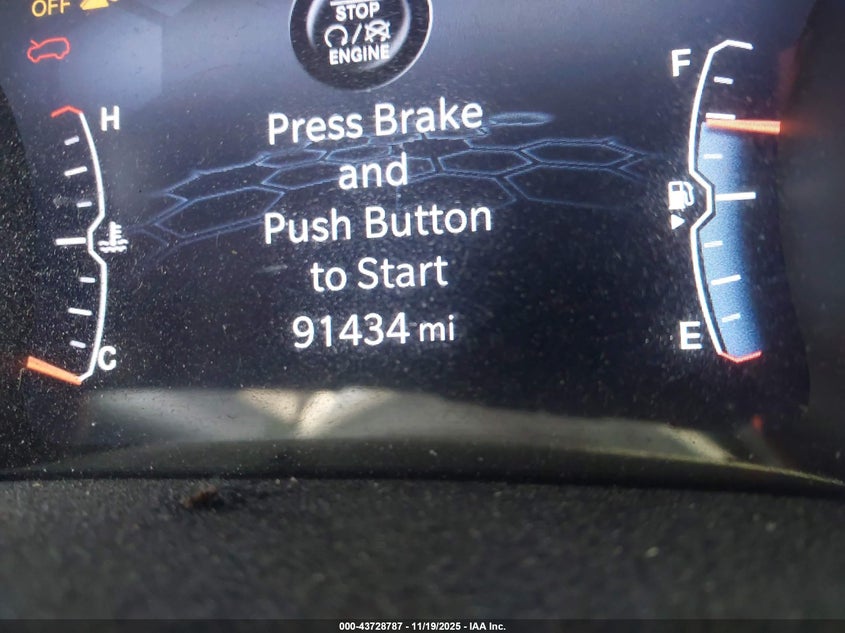 OFF
STOP
ENGINE
H
F
Press Brake
and
Push Button
to Start
91434 mi
E
C
000-43728787 - 11/19/2025 - IAA Inc.